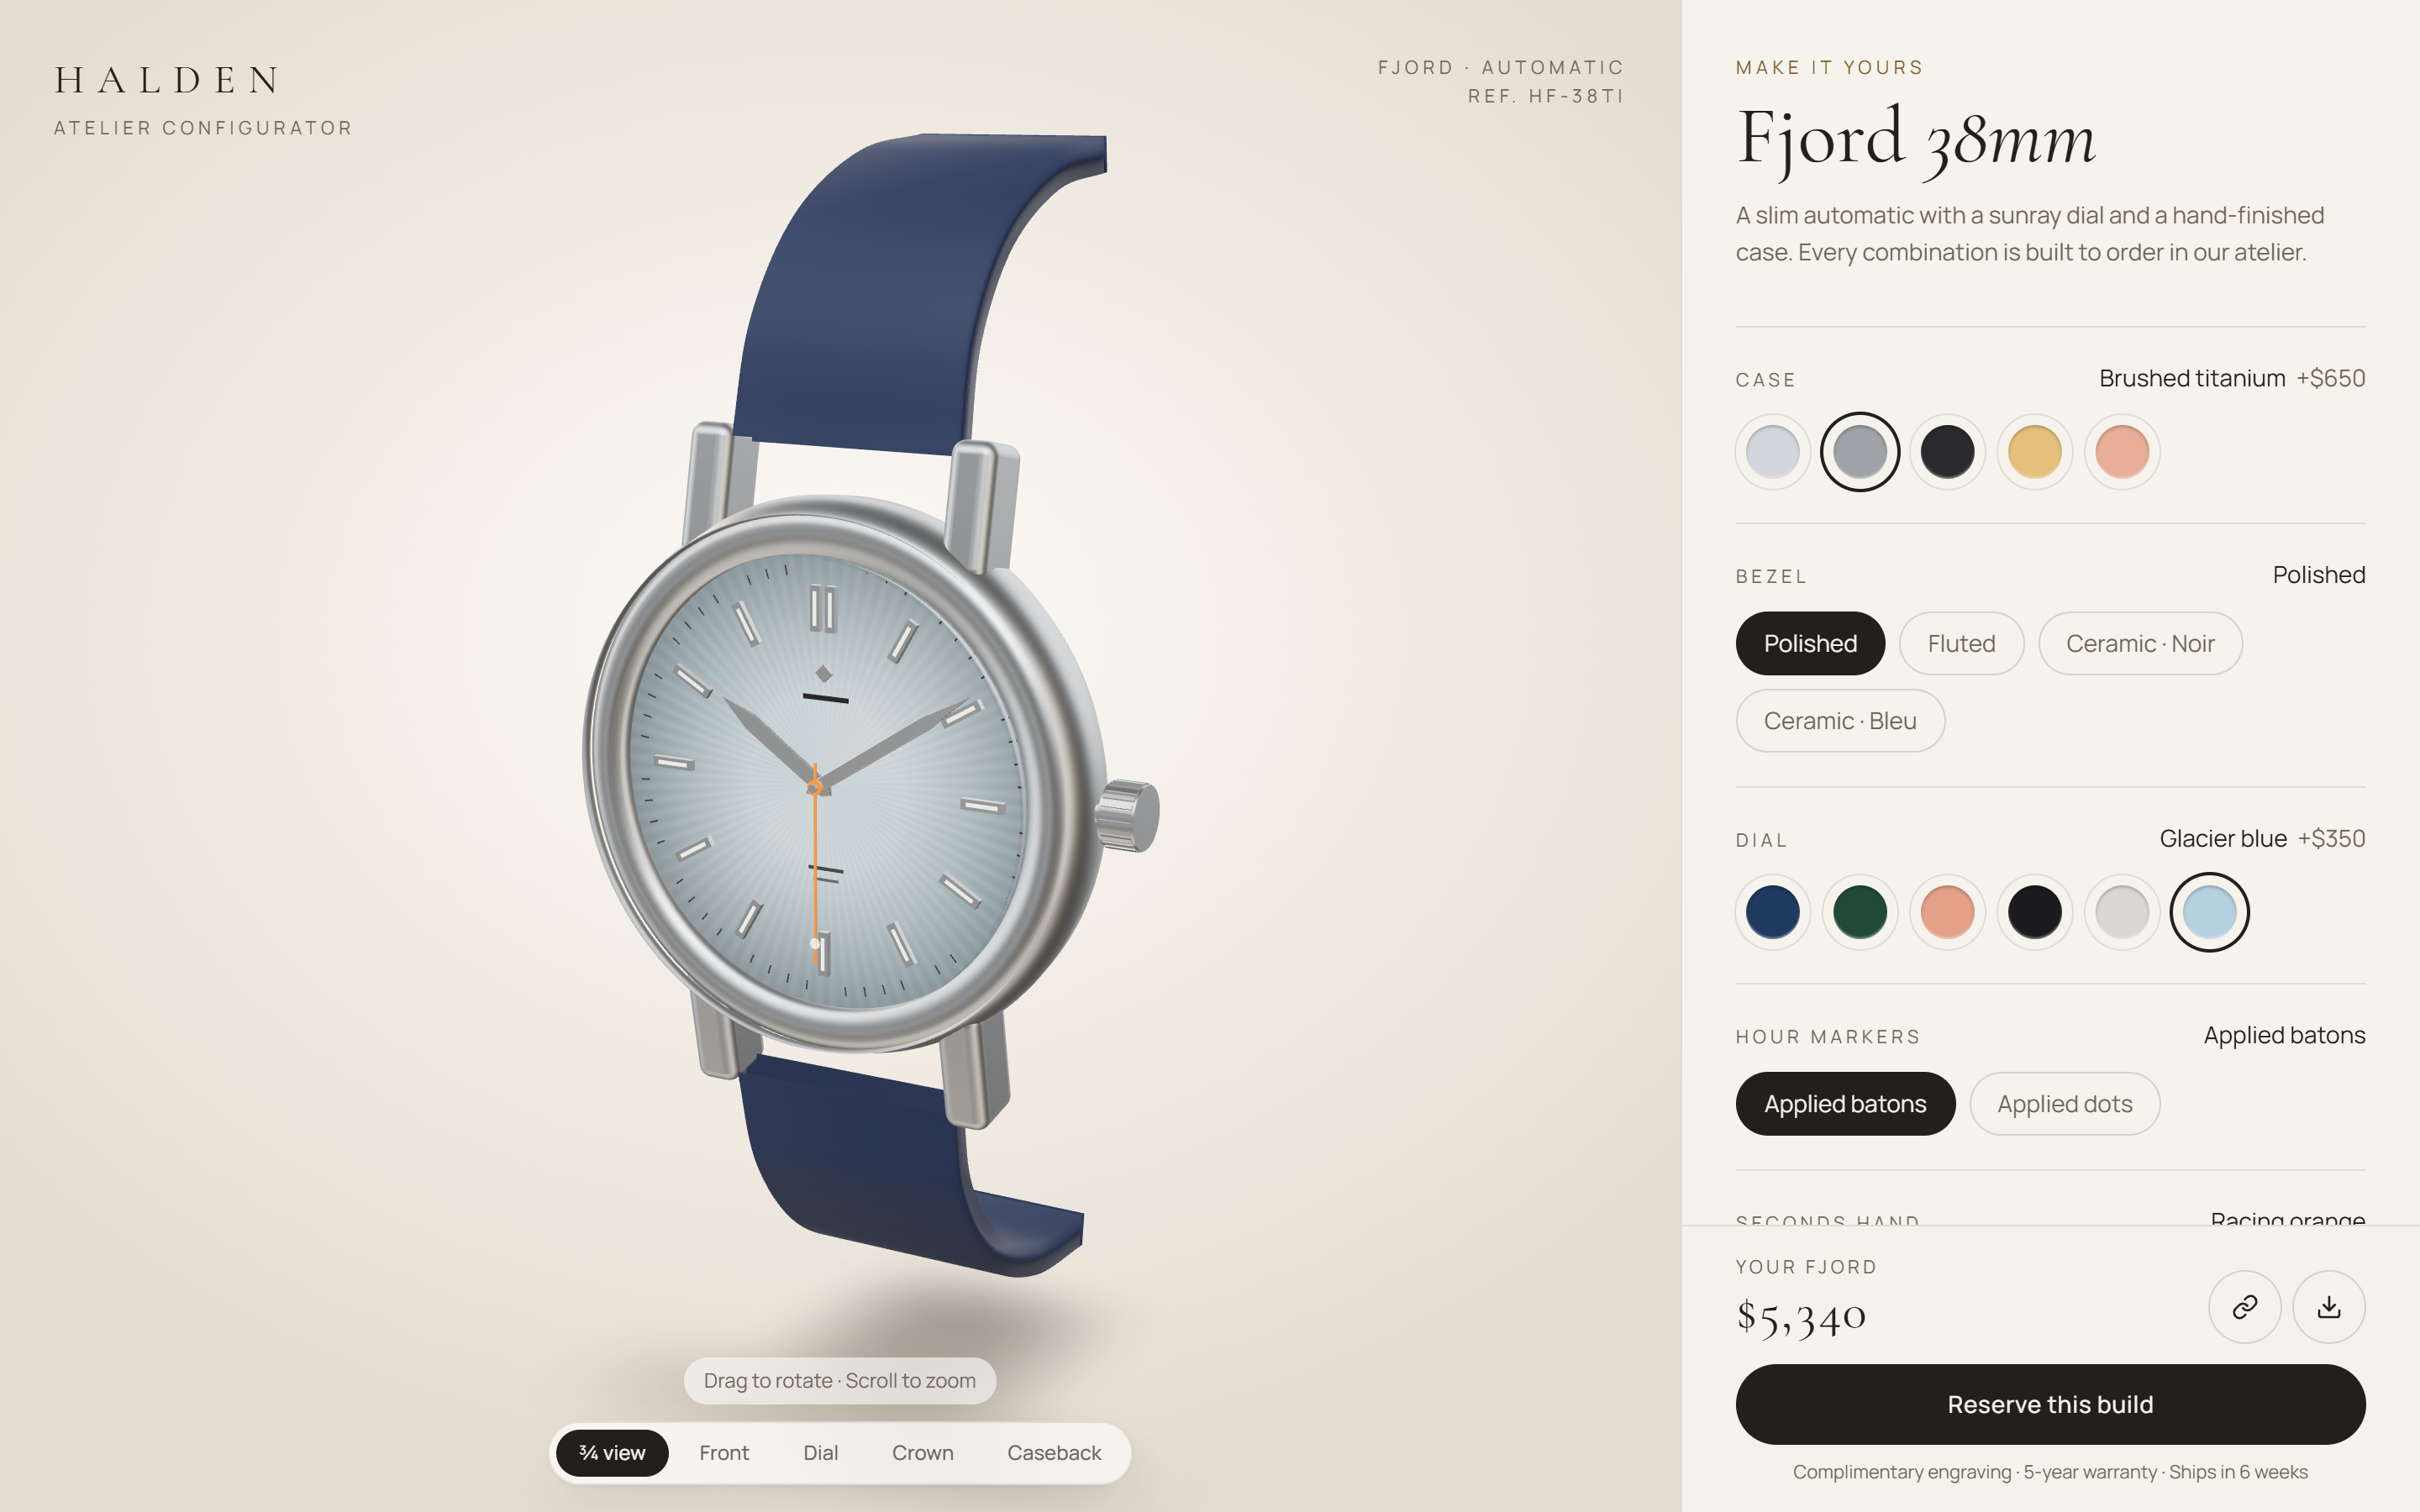 HALDEN
ATELIER CONFIGURATOR
FJORD · AUTOMATIC
REF. HF-38TI
Drag to rotate · Scroll to zoom
¾ view
Front
Dial
Crown
Caseback
MAKE IT YOURS
Fjord 38mm
A slim automatic with a sunray dial and a hand-finished
case. Every combination is built to order in our atelier.
CASE
Brushed titanium +$650
BEZEL
Polished
Polished
Fluted
Ceramic · Noir
Ceramic · Bleu
DIAL
Glacier blue +$350
HOUR MARKERS
Applied batons
Applied batons
Applied dots
SECONDS HAND
Racing orange
YOUR FJORD
$5,340
Reserve this build
Complimentary engraving · 5-year warranty · Ships in 6 weeks